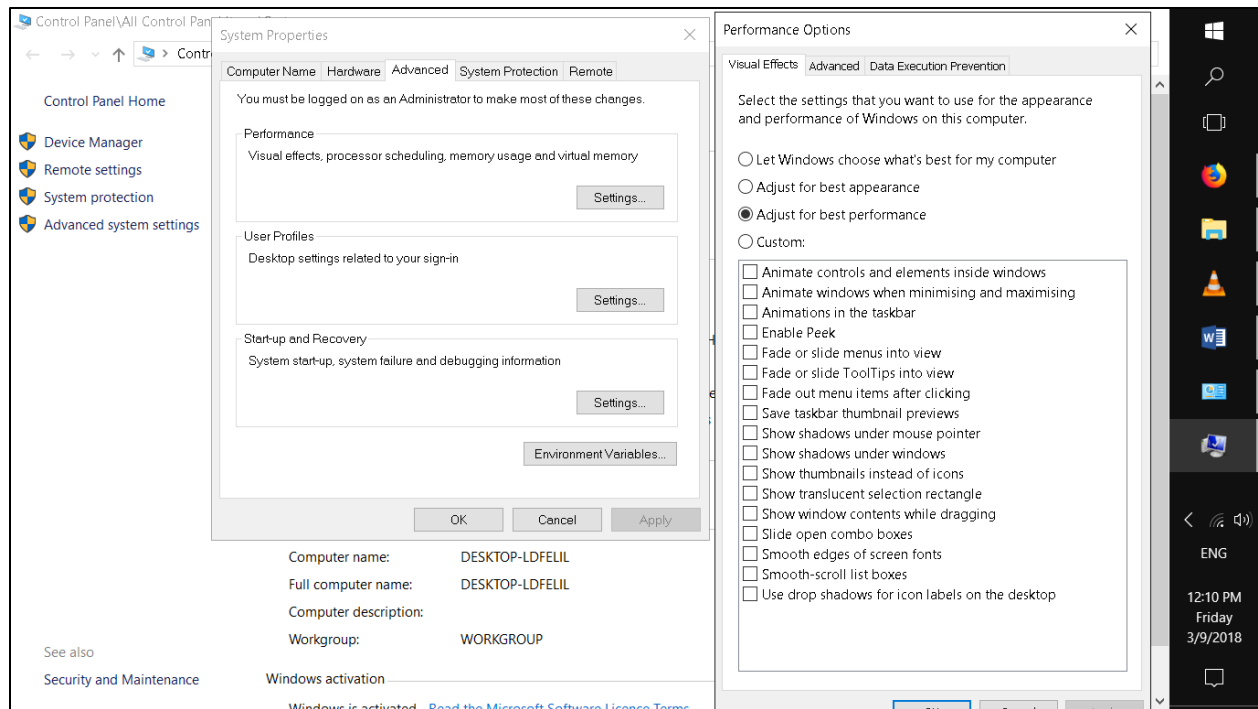 Control Panel\All Control Pan
Contr
Control Panel Home
Device Manager
Remote settings
System protection
Advanced system settings
See also
Security and Maintenance
System Properties
Computer Name Hardware Advanced System Protection Remote
You must be logged on as an Administrator to make most of these changes.
Performance
Visual effects, processor scheduling, memory usage and virtual memory
Settings...
User Profiles
Desktop settings related to your sign-in
Settings...
Start-up and Recovery
System start-up, system failure and debugging information
Settings...
Environment Variables...
OK Cancel Apply
Computer name: DESKTOP-LDFELIL
Full computer name: DESKTOP-LDFELIL
Computer description:
Workgroup: WORKGROUP
Windows activation
Windows is activated Read the Microsoft Software Licence Terms
Performance Options
Visual Effects Advanced Data Execution Prevention
Select the settings that you want to use for the appearance
and performance of Windows on this computer.
Let Windows choose what's best for my computer
Adjust for best appearance
Adjust for best performance
Custom:
Animate controls and elements inside windows
Animate windows when minimising and maximising
Animations in the taskbar
Enable Peek
Fade or slide menus into view
Fade or slide ToolTips into view
Fade out menu items after clicking
Save taskbar thumbnail previews
Show shadows under mouse pointer
Show shadows under windows
Show thumbnails instead of icons
Show translucent selection rectangle
Show window contents while dragging
Slide open combo boxes
Smooth edges of screen fonts
Smooth-scroll list boxes
Use drop shadows for icon labels on the desktop
ENG
12:10 PM
Friday
3/9/2018